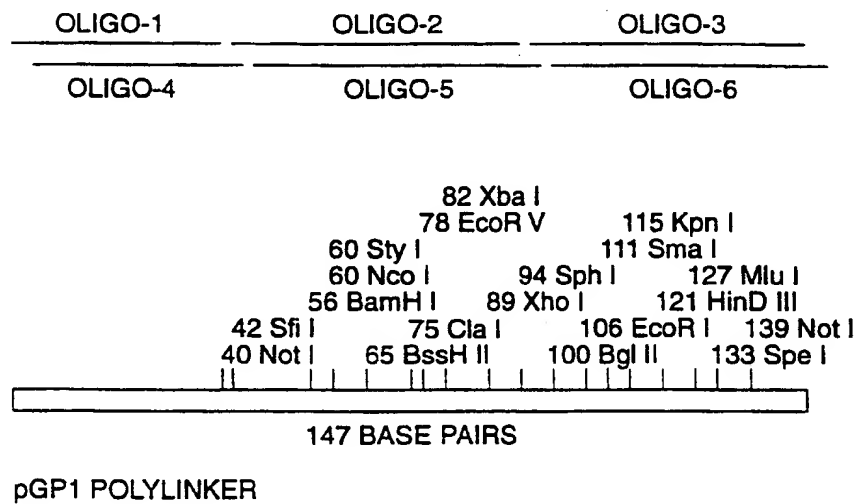 OLIGO-1 OLIGO-2 OLIGO-3
OLIGO-4 OLIGO-5 OLIGO-6
82 Xba I
78 EcoR V 115 Kpn I
60 Sty I 111 Sma I
60 Nco I 94 Sph I 127 Mlu I
56 BamH I 89 Xho I 121 HinD III
42 Sfi I 75 Cla I 106 EcoR I 139 Not I
40 Not I 65 BssH II 100 Bgl II 133 Spe I
147 BASE PAIRS
pGP1 POLYLINKER